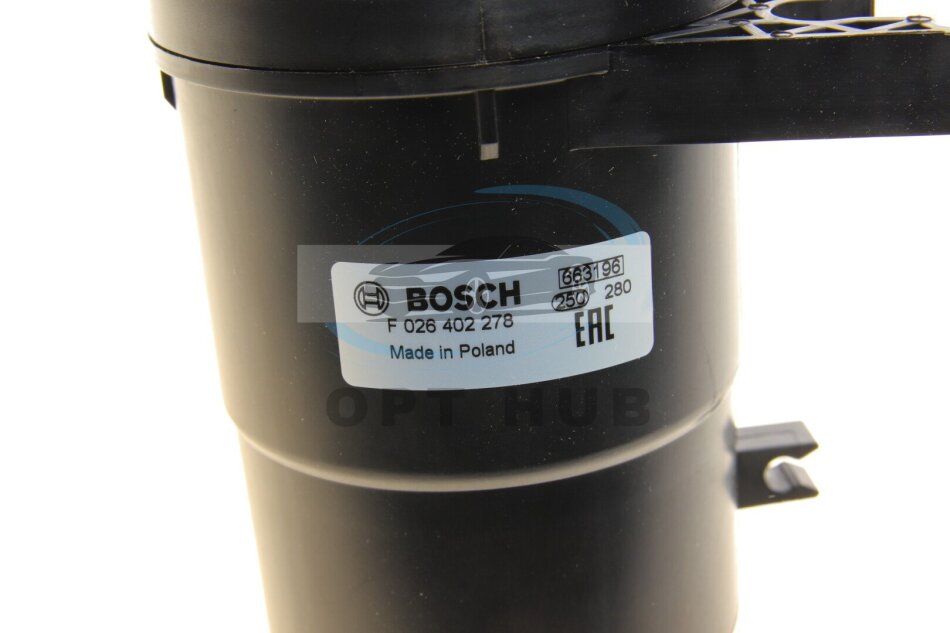 BOSCH
F 026 402 278
Made in Poland
663196
250 280
EAC
OPT HUB